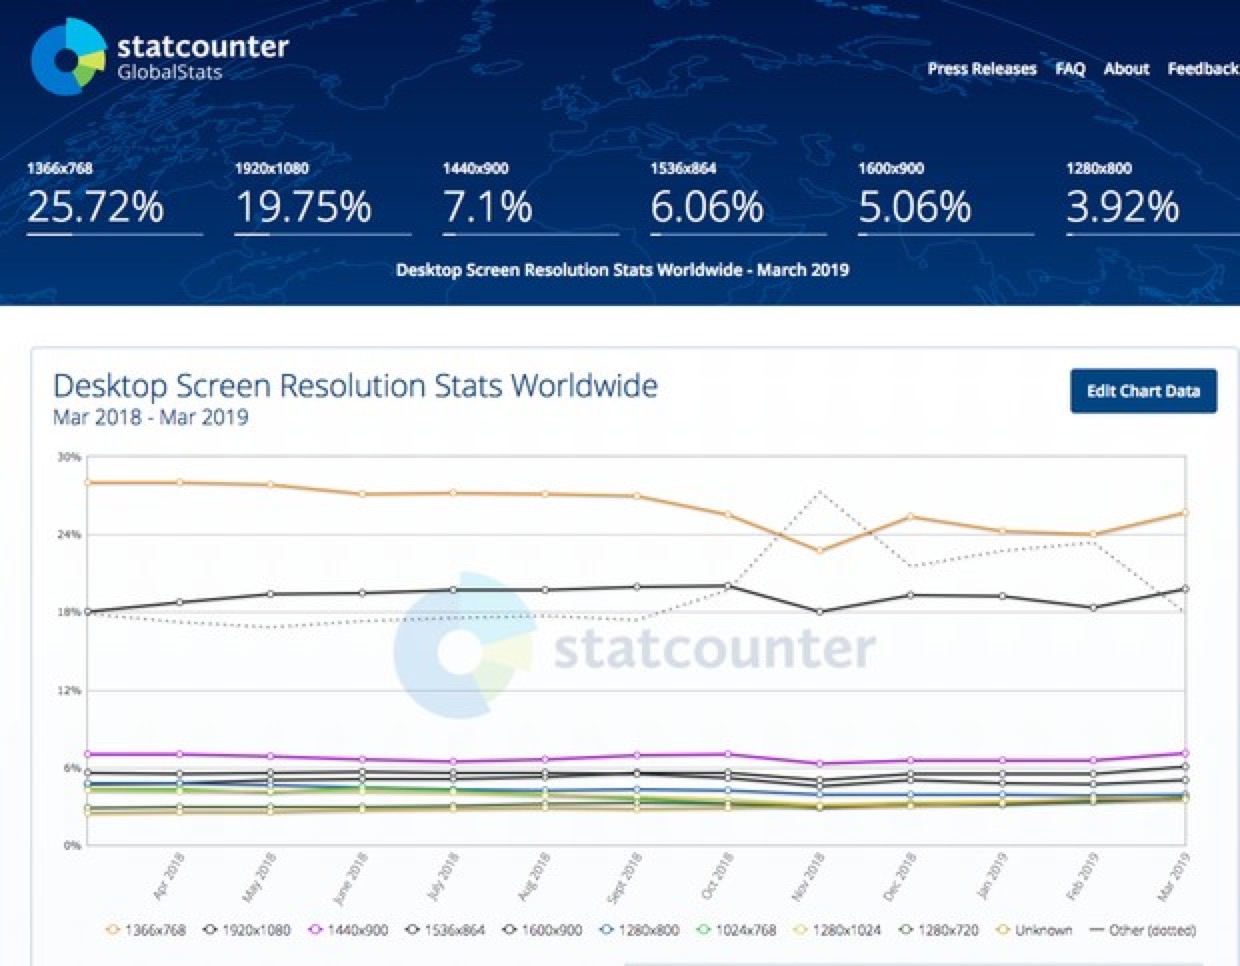 statcounter
GlobalStats
Press Releases FAQ About Feedback
1366x768 1920x1080 1440x900 1536x864 1600x900 1280x800
25.72% 19.75% 7.1% 6.06% 5.06% 3.92%
Desktop Screen Resolution Stats Worldwide - March 2019
Desktop Screen Resolution Stats Worldwide
Mar 2018 - Mar 2019
Edit Chart Data
30%
24%
18%
statcounter
12%
6%
0%
Apr 2018 May 2018 June 2018 July 2018 Aug 2018 Sept 2018 Oct 2018 Nov 2018 Dec 2018 Jan 2019 Feb 2019 Mar 2019
1366x768 1920x1080 1440x900 1536x864 1600x900 1280x800 1024x768 1280x1024 1280x720 Unknown Other (dotted)